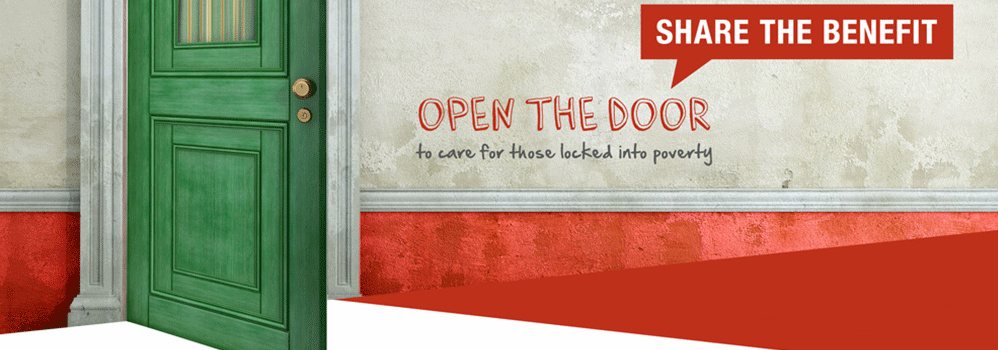 SHARE THE BENEFIT
OPEN THE DOOR
to care for those locked into poverty